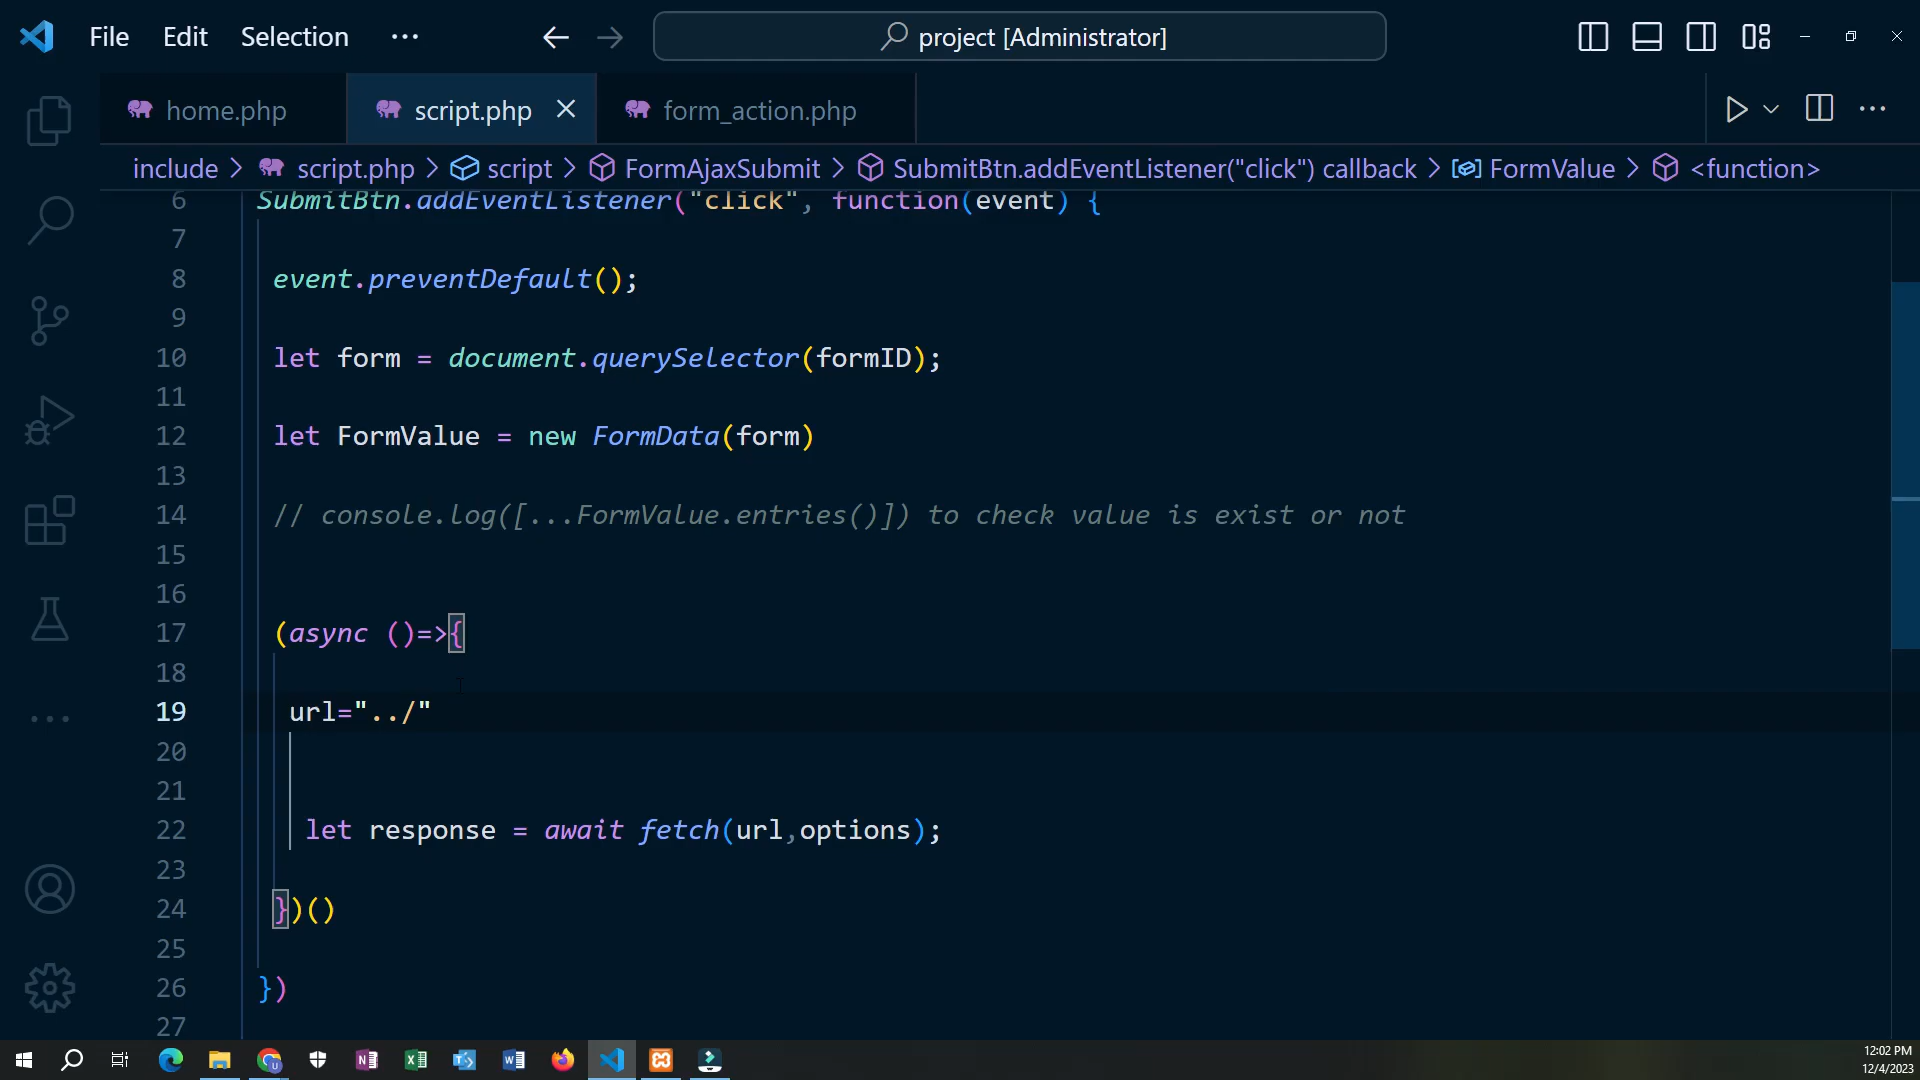 File Edit Selection ··· project [Administrator]
home.php script.php form_action.php
include > script.php > script > FormAjaxSubmit > SubmitBtn.addEventListener("click") callback > FormValue > <function>
6 SubmitBtn.addEventListener("click", function(event) {
7
8 event.preventDefault();
9
10 let form = document.querySelector(formID);
11
12 let FormValue = new FormData(form)
13
14 // console.log([...FormValue.entries()]) to check value is exist or not
15
16
17 (async ()=>{
18
19 url="../"
20
21
22 let response = await fetch(url,options);
23
24 })()
25
26 })
27
12:02 PM
12/4/2023